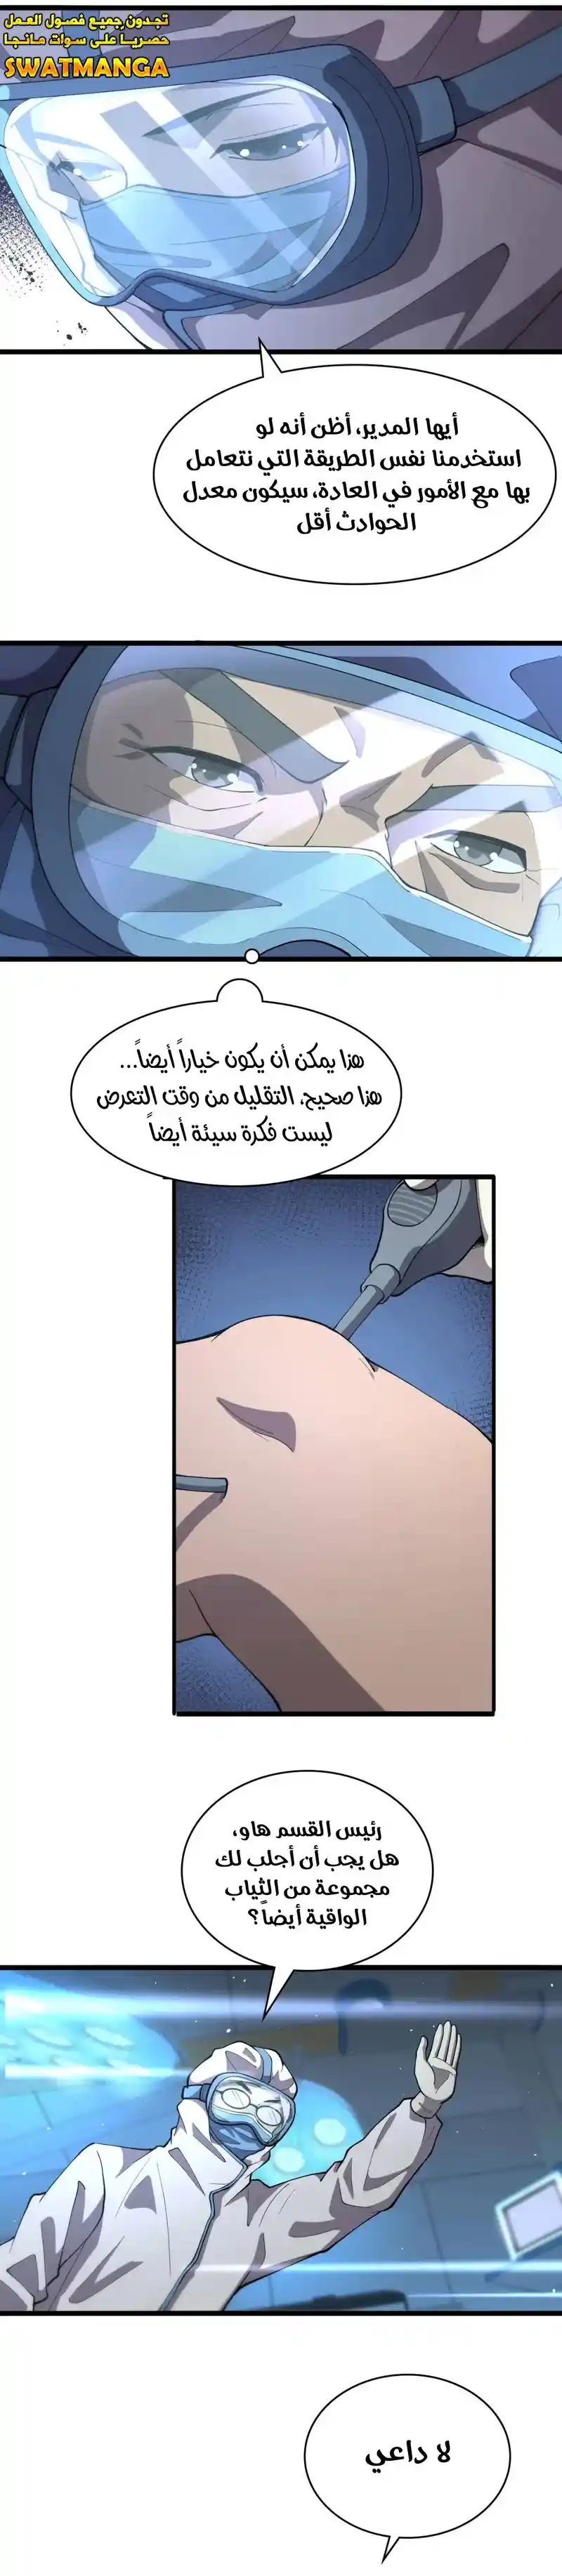 تجدون جميع فصول العمل
حصريا على سوات مانجا
SWATMANGA
أيها المدير، أظن أنه لو
استخدمنا نفس الطريقة التي نتعامل
بها مع الأمور في العادة، سيكون معدل
الحوادث أقل
هذا يمكن أن يكون خياراً أيضاً...
هذا صحيح، التقليل من وقت التعرض
ليست فكرة سيئة أيضاً
رئيس القسم هاو،
هل يجب أن أجلب لك
مجموعة من الثياب
الواقية أيضاً؟
لا داعي